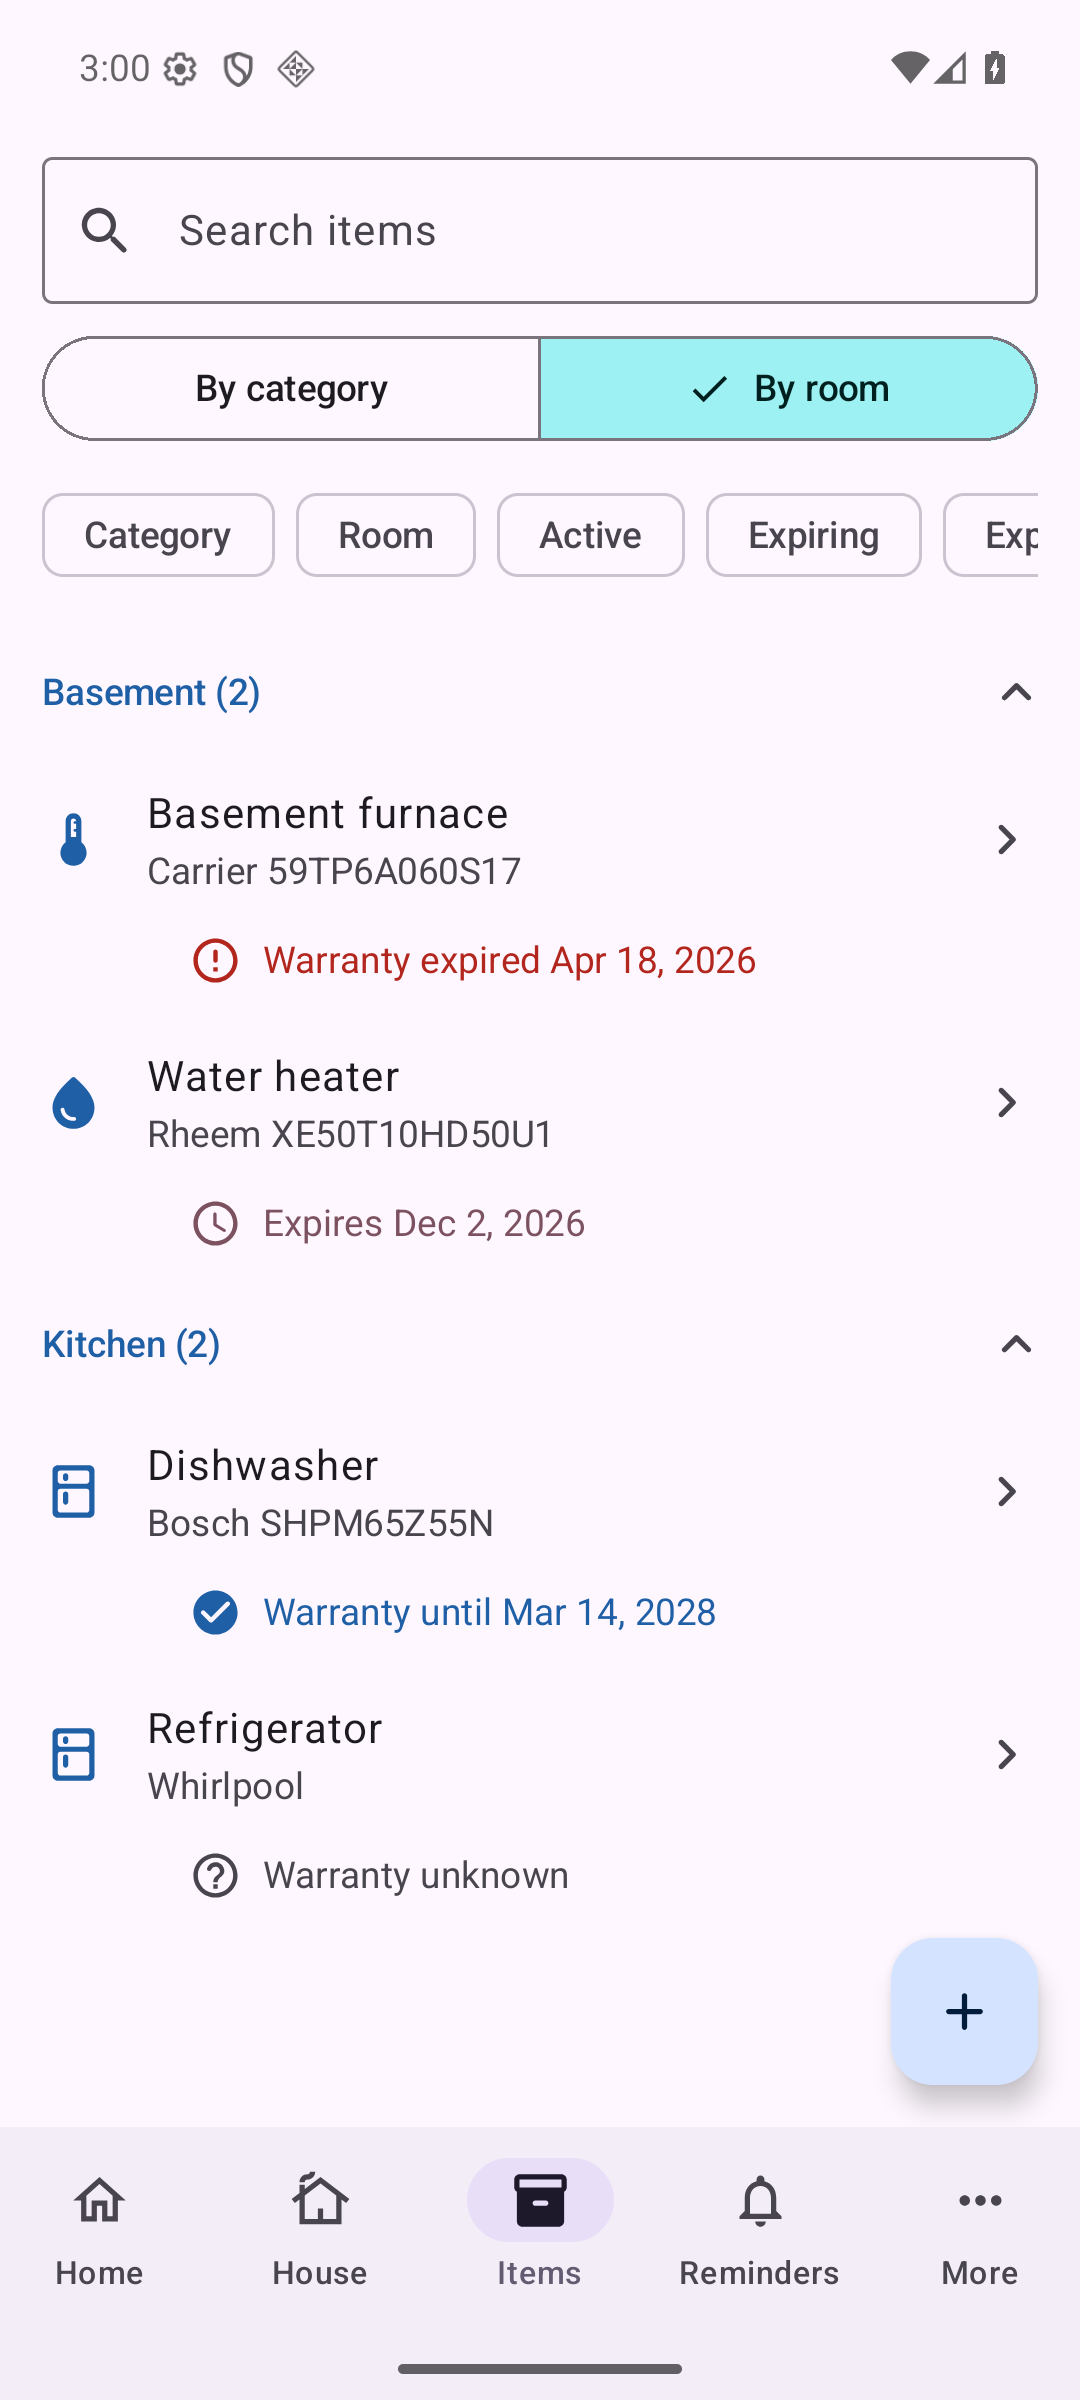 3:00
Search items
By category
By room
Category
Room
Active
Expiring
Exp
Basement (2)
Basement furnace
Carrier 59TP6A060S17
Warranty expired Apr 18, 2026
Water heater
Rheem XE50T10HD50U1
Expires Dec 2, 2026
Kitchen (2)
Dishwasher
Bosch SHPM65Z55N
Warranty until Mar 14, 2028
Refrigerator
Whirlpool
Warranty unknown
Home
House
Items
Reminders
More